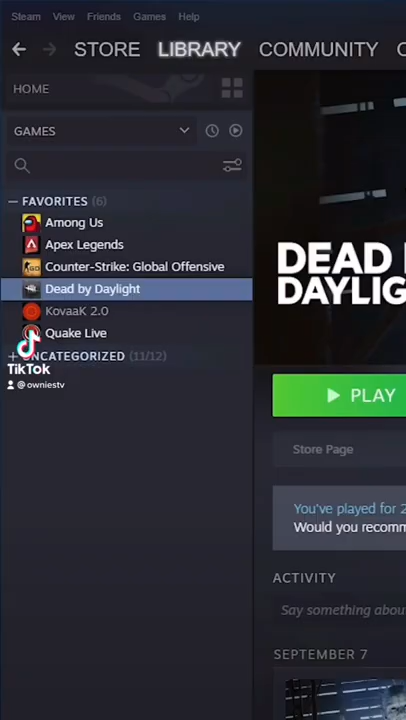 Steam View Friends Games Help
STORE LIBRARY COMMUNITY
HOME
GAMES
FAVORITES (6)
Among Us
Apex Legends
Counter-Strike: Global Offensive
Dead by Daylight
KovaaK 2.0
Quake Live
UNCATEGORIZED (11/12)
TikTok
@owniestv
DEAD
DAYLIG
PLAY
Store Page
You've played for 2
Would you recomm
ACTIVITY
Say something abou
SEPTEMBER 7